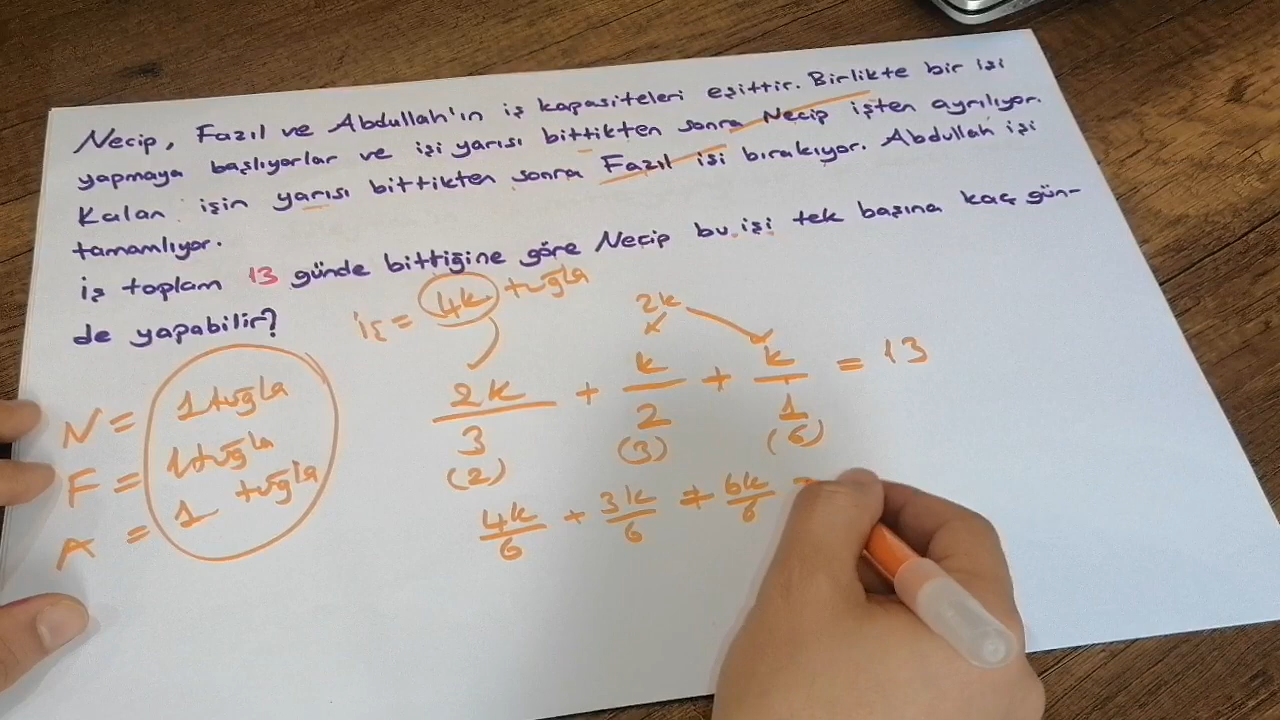 Necip, Fazıl ve Abdullah'ın iş kapasiteleri eşittir. Birlikte bir işi
yapmaya başlıyorlar ve işi yarısı bittikten sonra Necip işten ayrılıyor.
Kalan işin yarısı bittikten sonra Fazıl işi bırakıyor. Abdullah işi
tamamlıyor.
İş toplam 13 günde bittiğine göre Necip bu işi tek başına kaç gün-
de yapabilir?
iş = 4k tuğla
2k
2k/3 + k/2 + k/1 = 13
(2) (3) (6)
4k/6 + 3k/6 + 6k/6 =
N = 1 tuğla
F = 1 tuğla
A = 1 tuğla